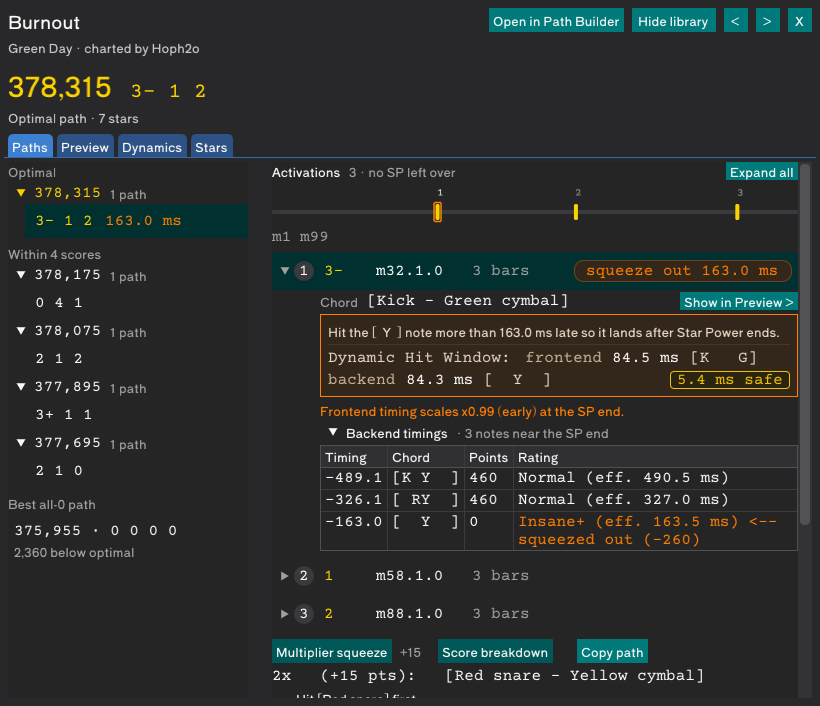 Burnout
Open in Path Builder Hide library < > X
Green Day · charted by Hoph2o
378,315 3- 1 2
Optimal path · 7 stars
Paths Preview Dynamics Stars
Optimal
▼ 378,315 1 path
3- 1 2 163.0 ms
Within 4 scores
▼ 378,175 1 path
0 4 1
▼ 378,075 1 path
2 1 2
▼ 377,895 1 path
3+ 1 1
▼ 377,695 1 path
2 1 0
Best all-0 path
375,955 · 0 0 0 0
2,360 below optimal
Activations 3 · no SP left over Expand all
1 2 3
m1 m99
▼ 1 3- m32.1.0 3 bars squeeze out 163.0 ms
Chord [Kick - Green cymbal] Show in Preview >
Hit the [ Y ] note more than 163.0 ms late so it lands after Star Power ends.
Dynamic Hit Window: frontend 84.5 ms [K G]
backend 84.3 ms [ Y ] 5.4 ms safe
Frontend timing scales x0.99 (early) at the SP end.
▼ Backend timings · 3 notes near the SP end
Timing Chord Points Rating
-489.1 [K Y ] 460 Normal (eff. 490.5 ms)
-326.1 [ RY ] 460 Normal (eff. 327.0 ms)
-163.0 [ Y ] 0 Insane+ (eff. 163.5 ms) <--
squeezed out (-260)
▶ 2 1 m58.1.0 3 bars
▶ 3 2 m88.1.0 3 bars
Multiplier squeeze +15 Score breakdown Copy path
2x (+15 pts): [Red snare - Yellow cymbal]
Hit [Red snare] first